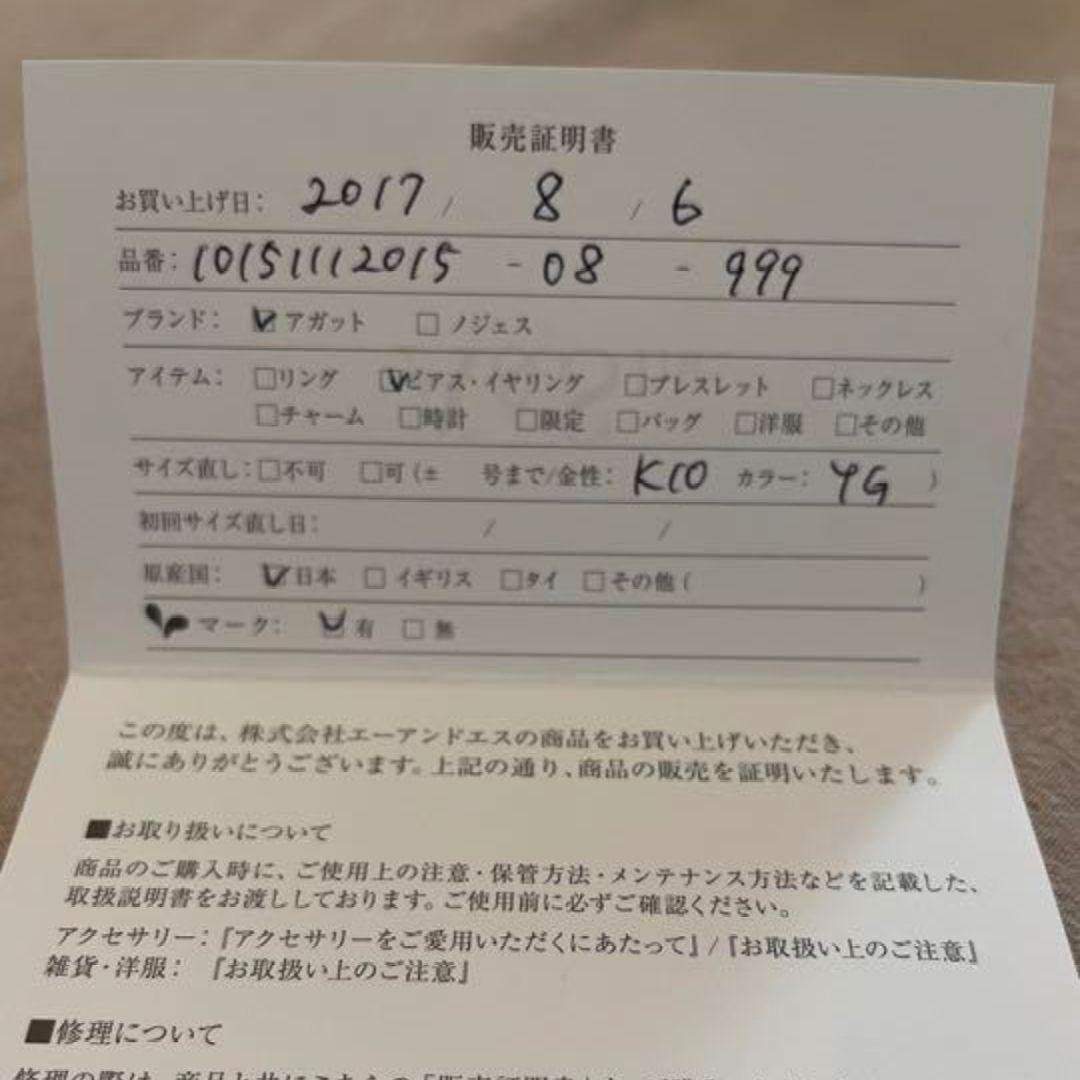 販売証明書
お買い上げ日: 2017 / 8 / 6
品番: 10151112015 - 08 - 999
ブランド: ☑アガット □ノジェス
アイテム: □リング ☑ピアス・イヤリング □ブレスレット □ネックレス
□チャーム □時計 □限定 □バッグ □洋服 □その他
サイズ直し: □不可 □可(± 号まで/金性: K10 カラー: YG )
初回サイズ直し日: / /
原産国: ☑日本 □イギリス □タイ □その他( )
マーク: ☑有 □無
この度は、株式会社エーアンドエスの商品をお買い上げいただき、
誠にありがとうございます。上記の通り、商品の販売を証明いたします。
■お取り扱いについて
商品のご購入時に、ご使用上の注意・保管方法・メンテナンス方法などを記載した、
取扱説明書をお渡ししております。ご使用前に必ずご確認ください。
アクセサリー:『アクセサリーをご愛用いただくにあたって』/『お取扱い上のご注意』
雑貨・洋服: 『お取扱い上のご注意』
■修理について